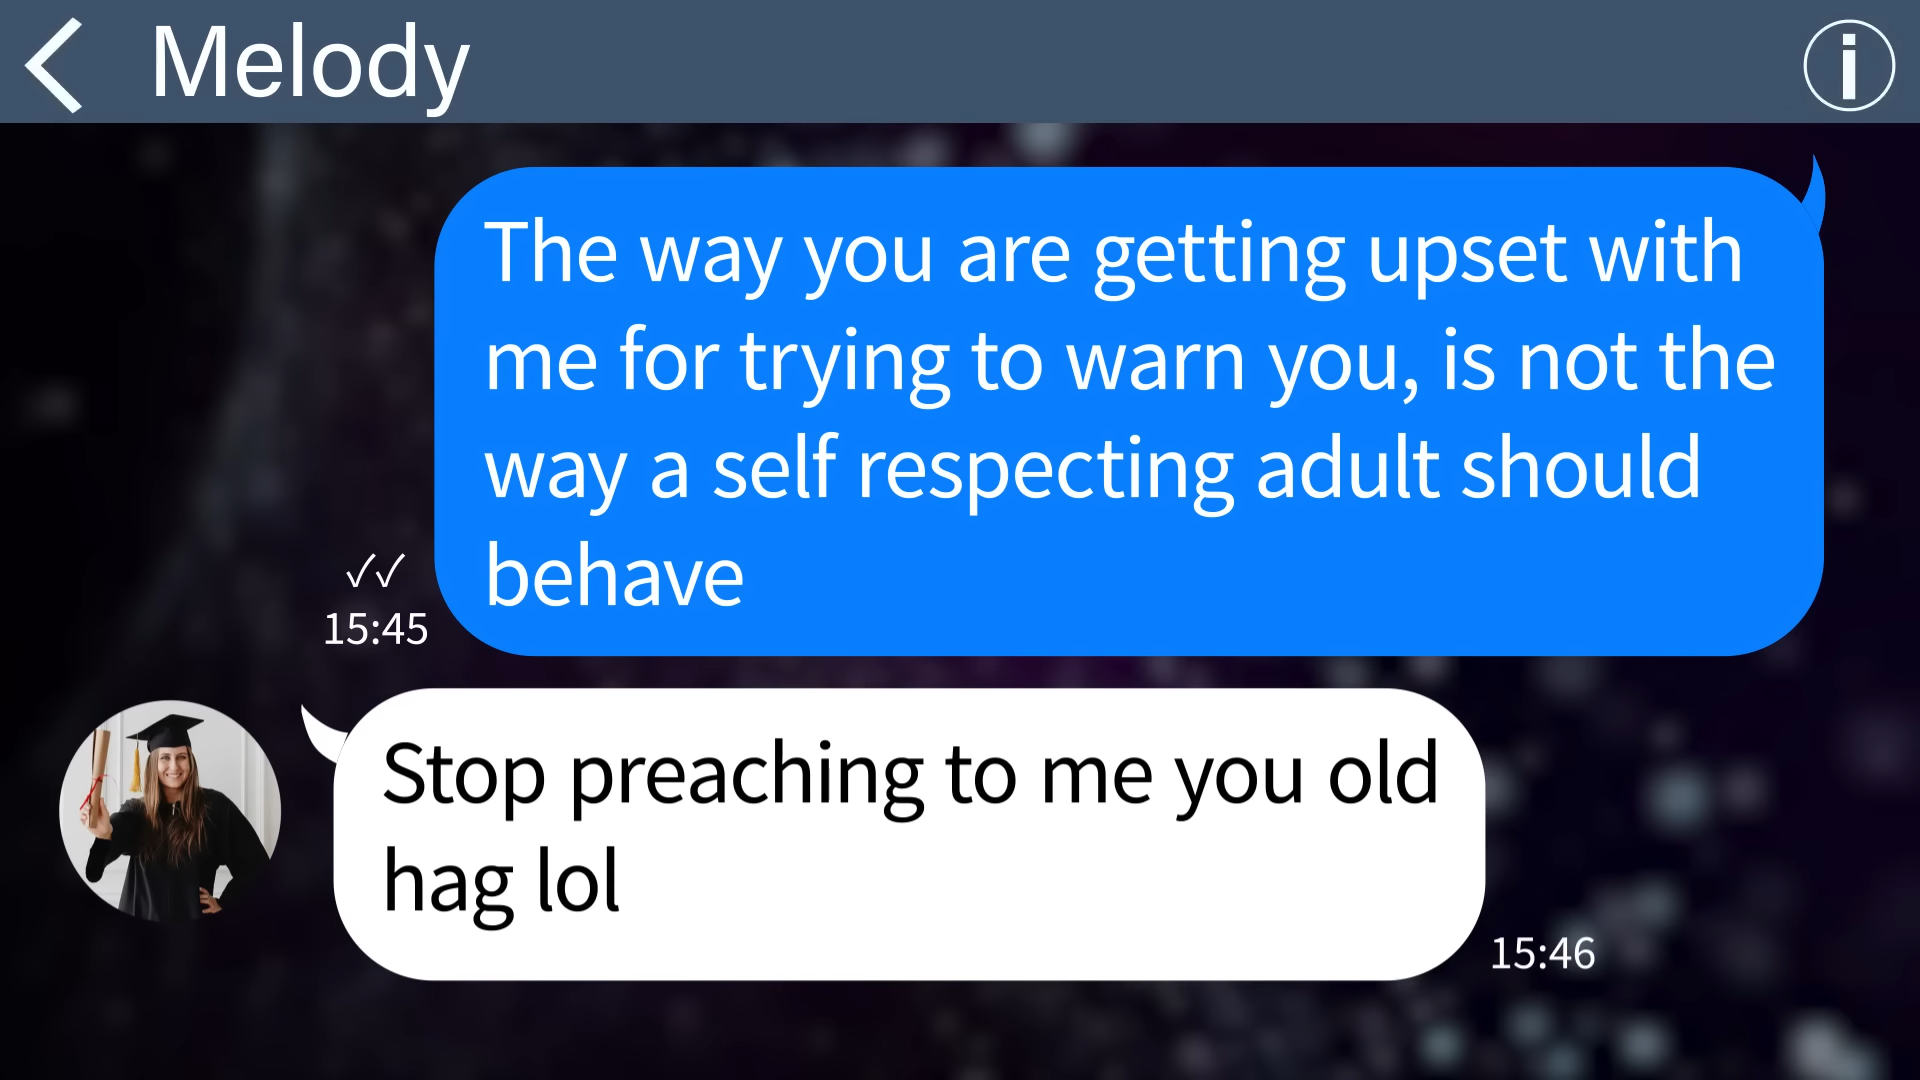 Melody
The way you are getting upset with
me for trying to warn you, is not the
way a self respecting adult should
behave
✓✓
15:45
Stop preaching to me you old
hag lol
15:46